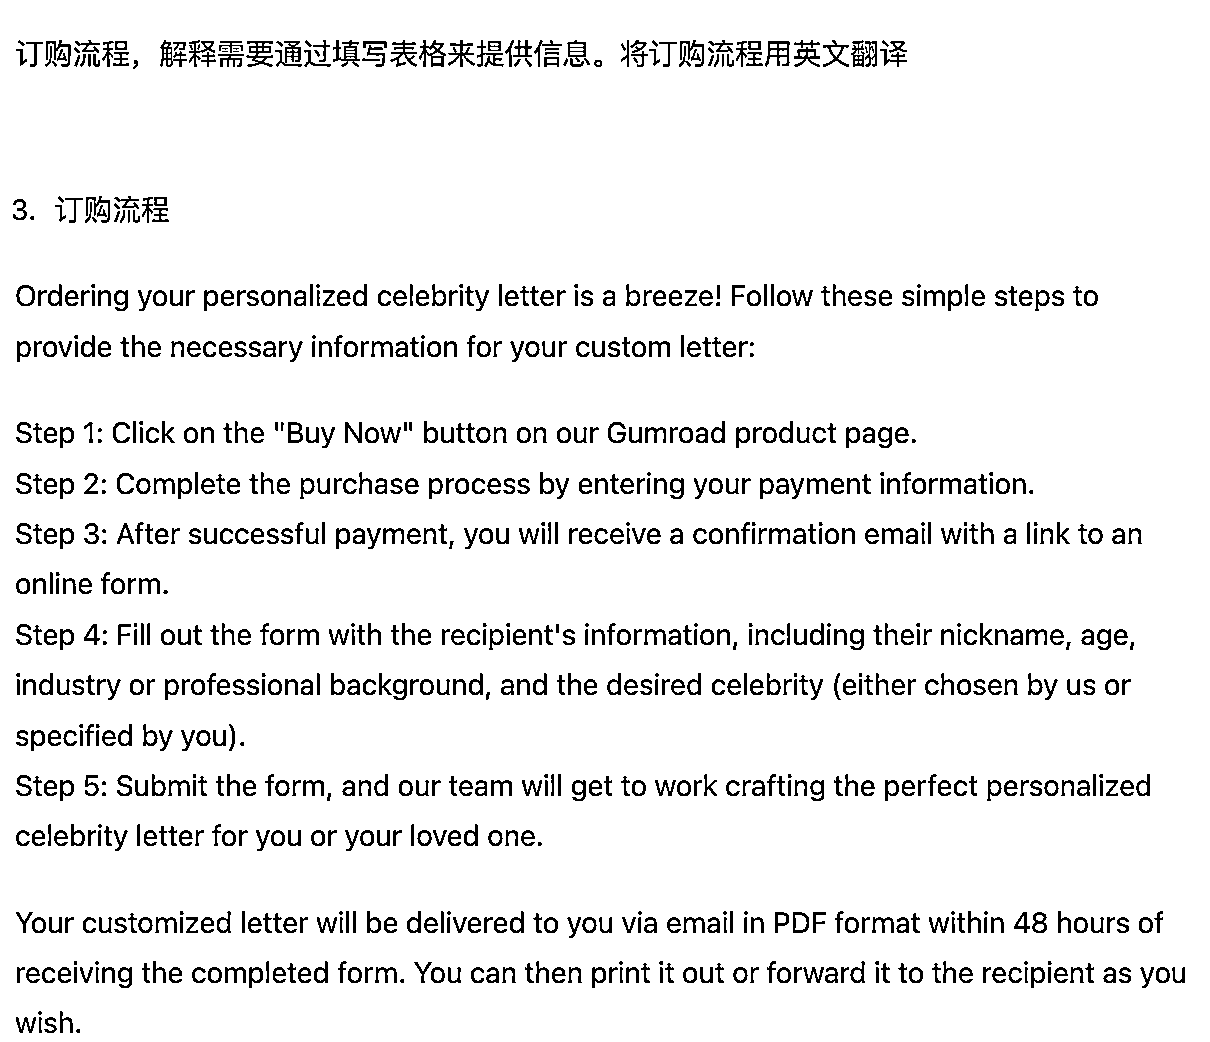 订购流程，解释需要通过填写表格来提供信息。将订购流程用英文翻译
3. 订购流程
Ordering your personalized celebrity letter is a breeze! Follow these simple steps to
provide the necessary information for your custom letter:
Step 1: Click on the "Buy Now" button on our Gumroad product page.
Step 2: Complete the purchase process by entering your payment information.
Step 3: After successful payment, you will receive a confirmation email with a link to an
online form.
Step 4: Fill out the form with the recipient's information, including their nickname, age,
industry or professional background, and the desired celebrity (either chosen by us or
specified by you).
Step 5: Submit the form, and our team will get to work crafting the perfect personalized
celebrity letter for you or your loved one.
Your customized letter will be delivered to you via email in PDF format within 48 hours of
receiving the completed form. You can then print it out or forward it to the recipient as you
wish.